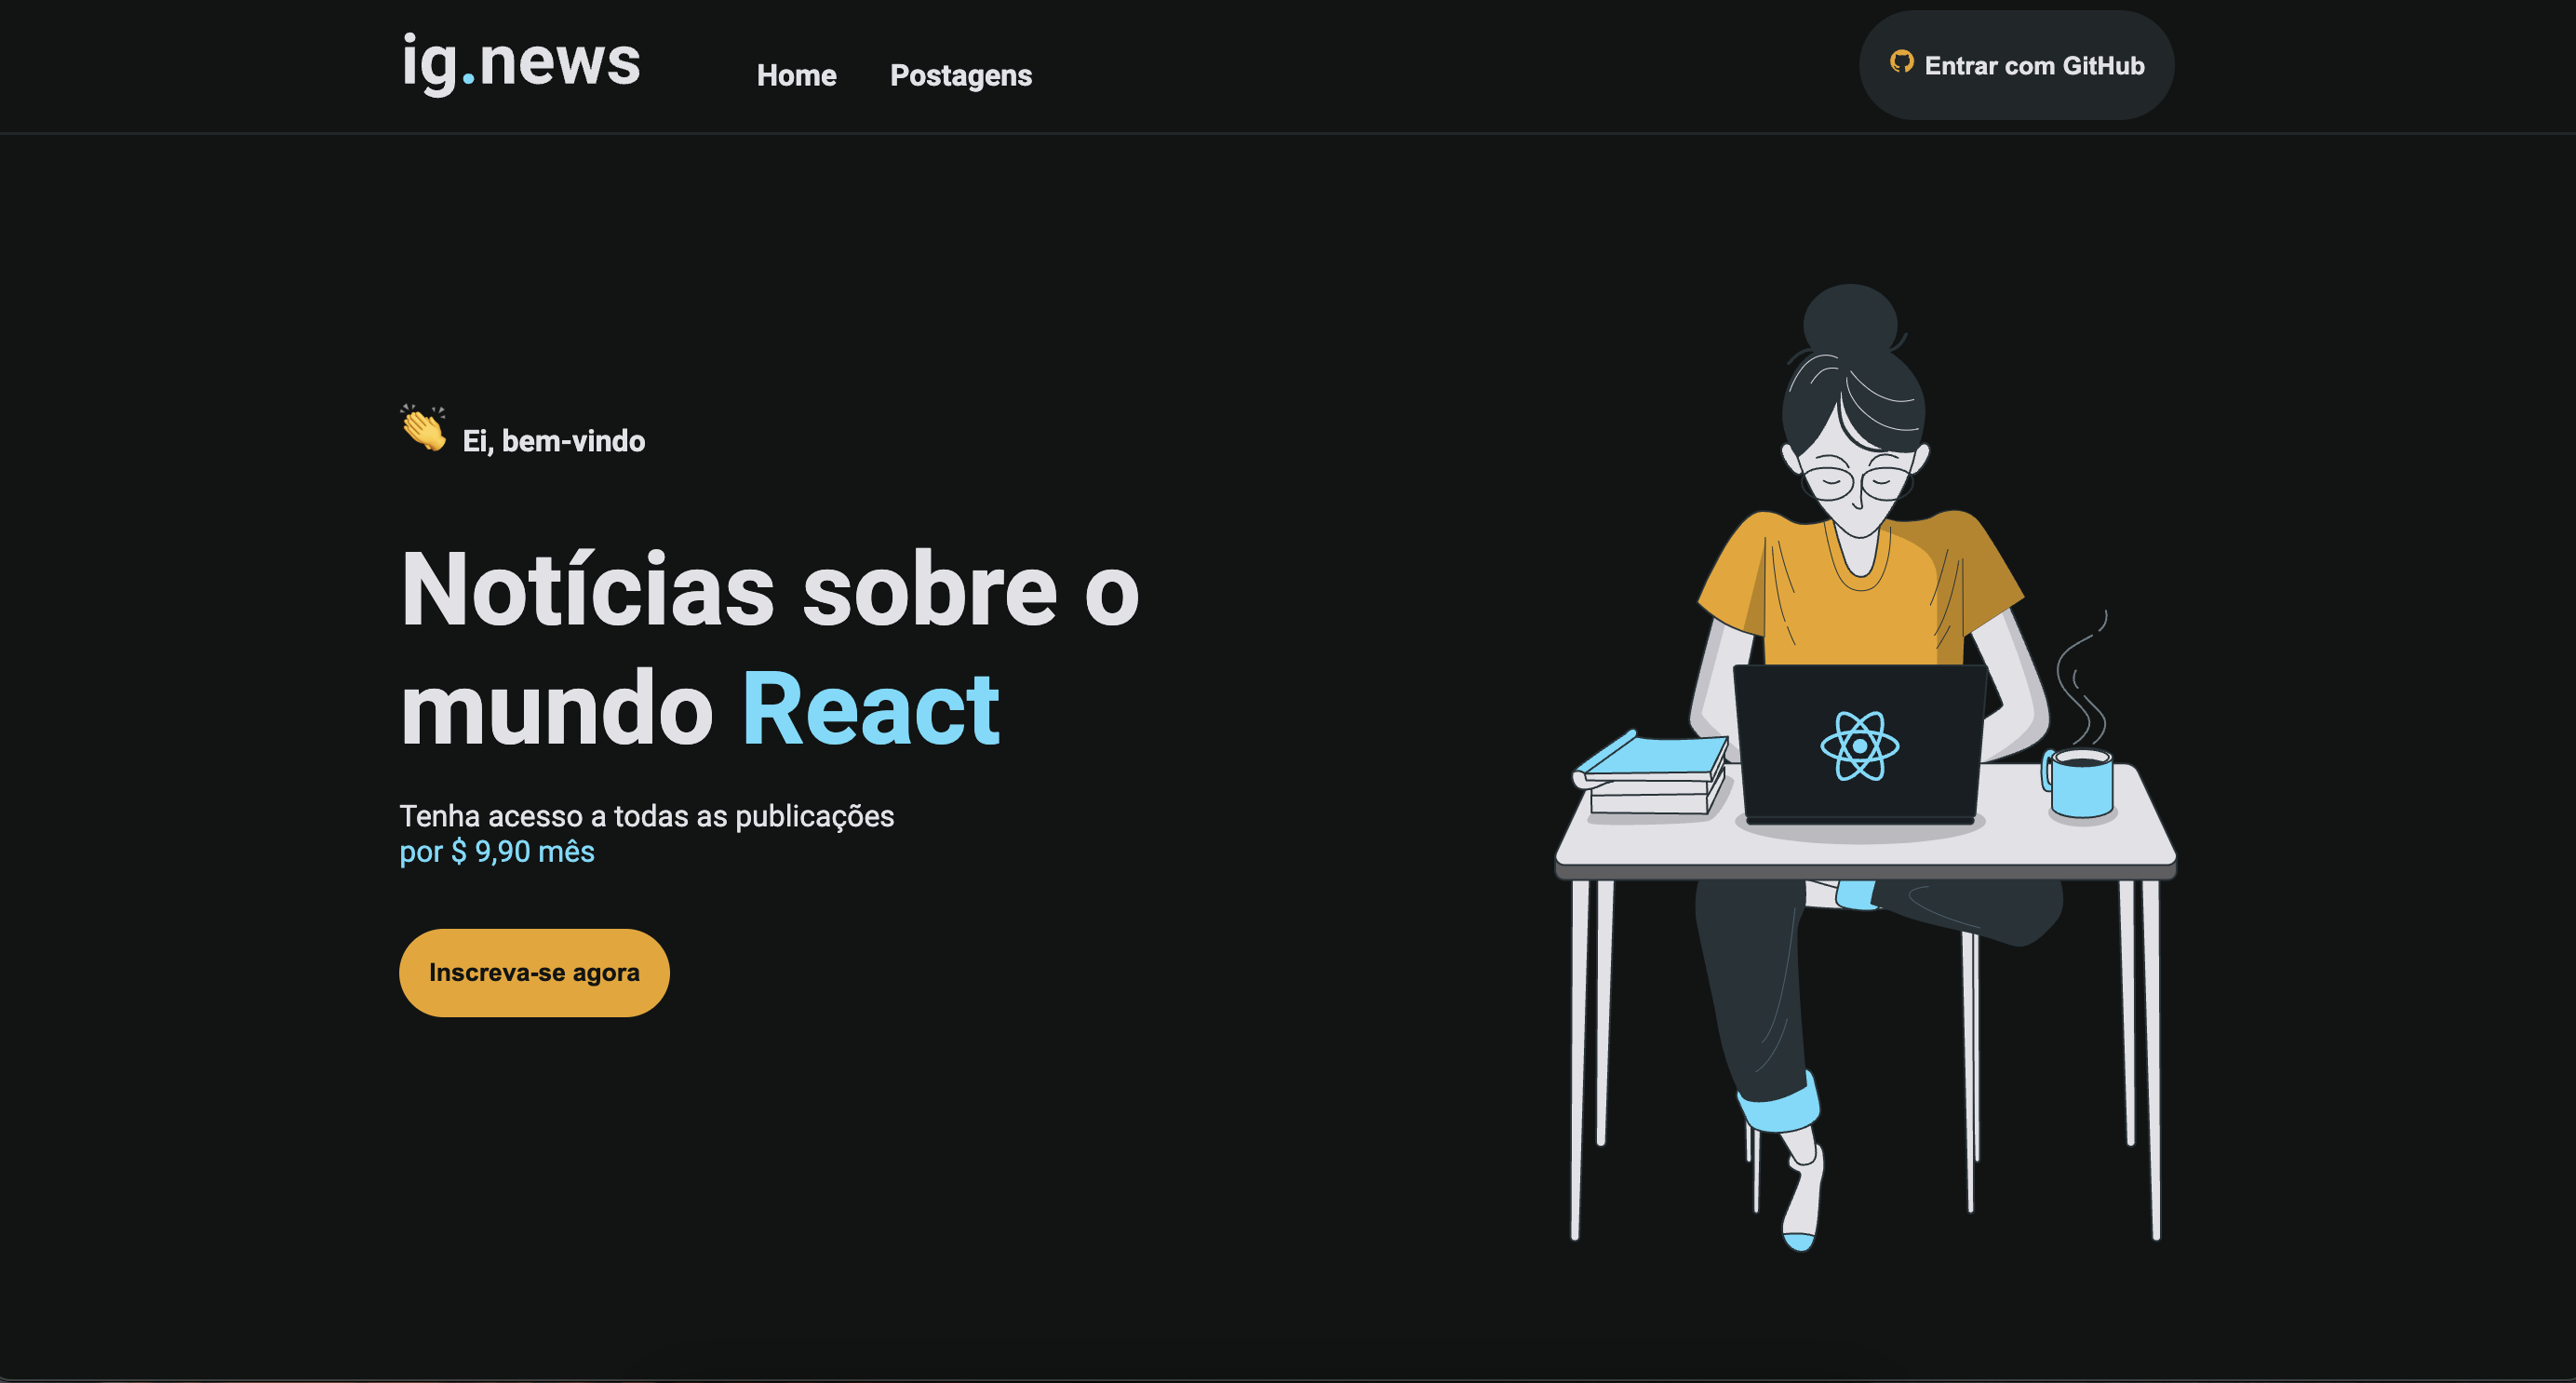 ig.news
Home
Postagens
Entrar com GitHub
👏 Ei, bem-vindo
Notícias sobre o
mundo React
Tenha acesso a todas as publicações
por $ 9,90 mês
Inscreva-se agora